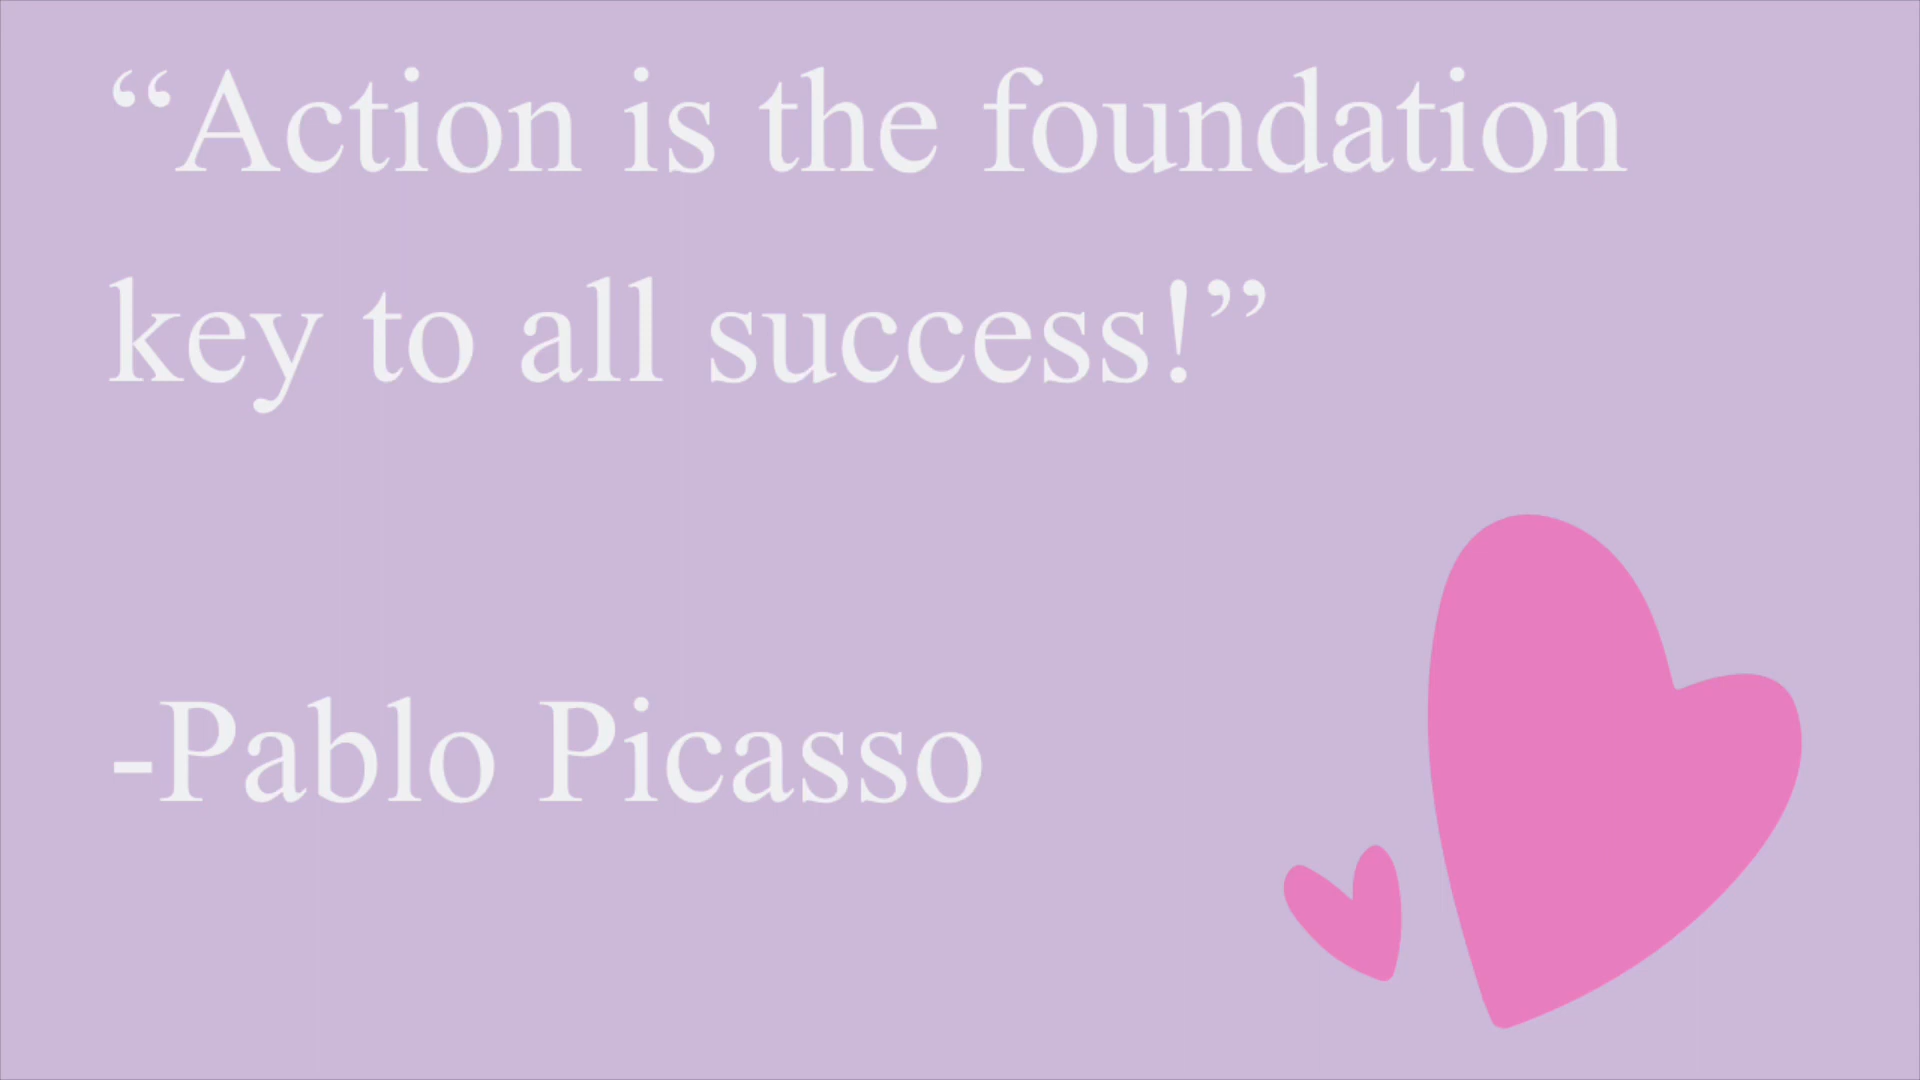 “Action is the foundation
key to all success!”
-Pablo Picasso